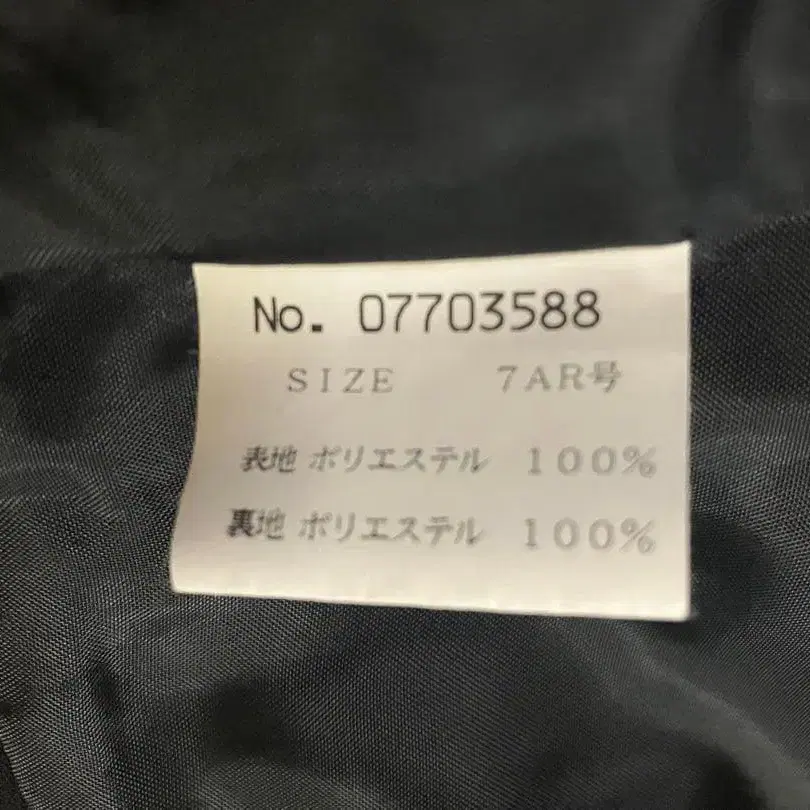 No. 07703588
SIZE 7AR号
表地 ポリエステル 100%
裏地 ポリエステル 100%